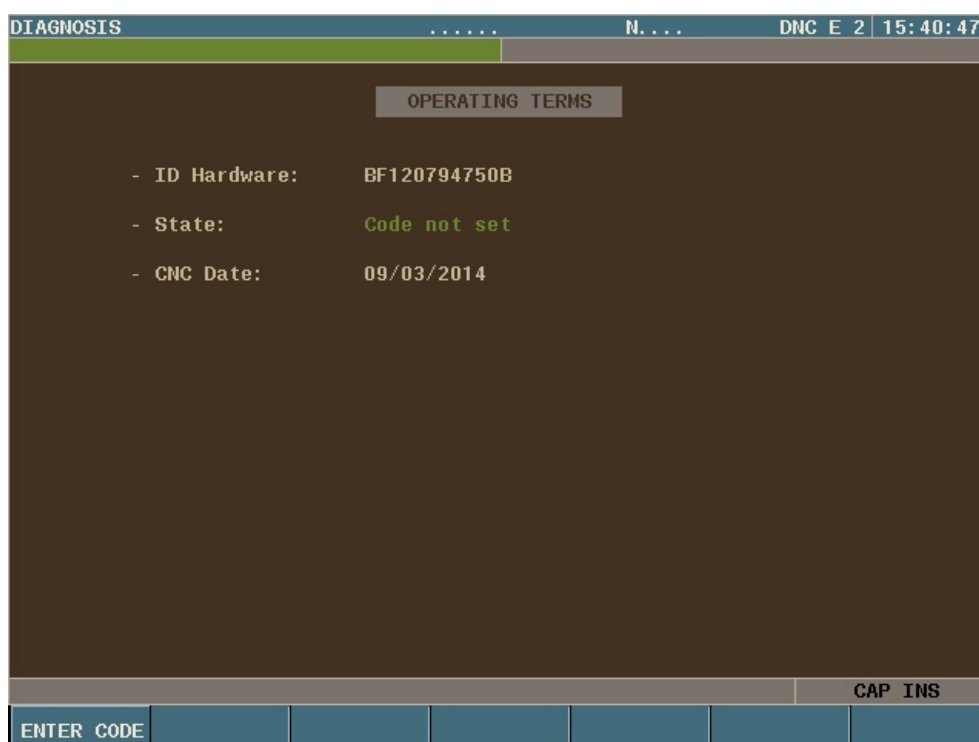 DIAGNOSIS ...... N.... DNC E 2 15:40:47
OPERATING TERMS
- ID Hardware: BF120794750B
- State: Code not set
- CNC Date: 09/03/2014
CAP INS
ENTER CODE